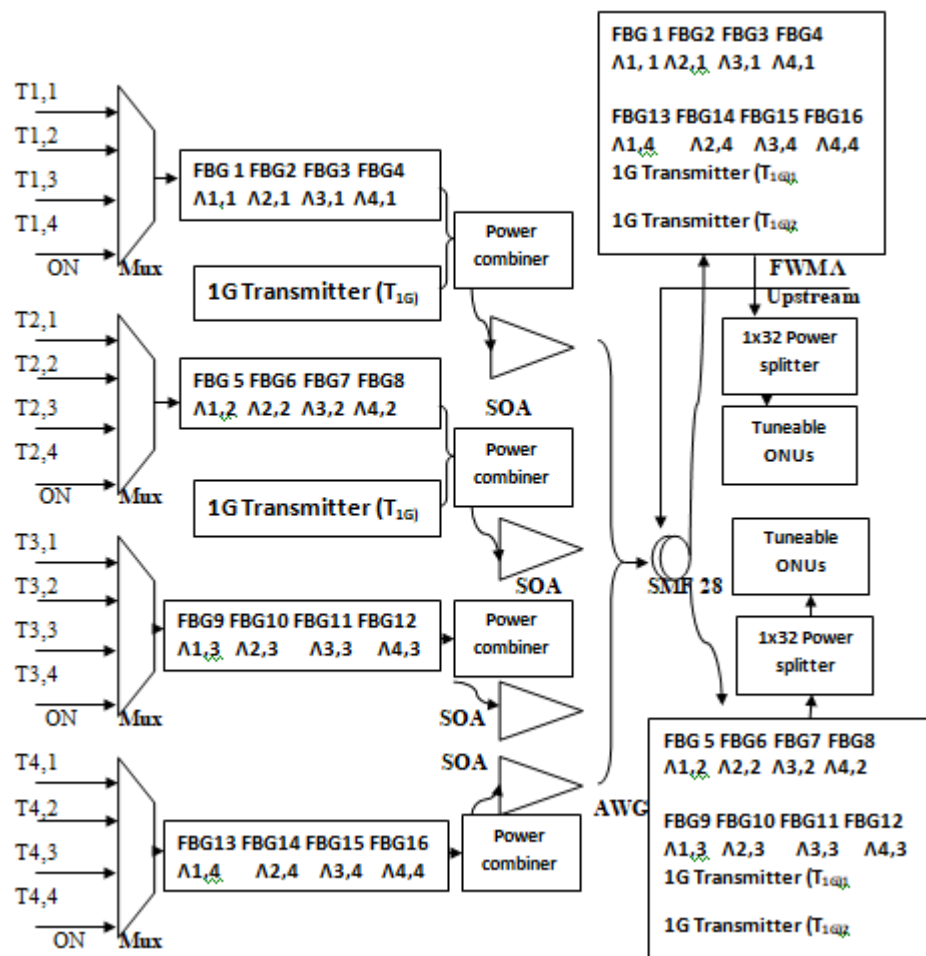 T1,1
T1,2
T1,3
T1,4
ON
Mux
FBG 1 FBG2 FBG3 FBG4
Λ1,1 Λ2,1 Λ3,1 Λ4,1
1G Transmitter (T1G)
Power
combiner
SOA
T2,1
T2,2
T2,3
T2,4
ON
Mux
FBG 5 FBG6 FBG7 FBG8
Λ1,2 Λ2,2 Λ3,2 Λ4,2
1G Transmitter (T1G)
Power
combiner
SOA
T3,1
T3,2
T3,3
T3,4
ON
Mux
FBG9 FBG10 FBG11 FBG12
Λ1,3 Λ2,3 Λ3,3 Λ4,3
Power
combiner
SOA
T4,1
T4,2
T4,3
T4,4
ON
Mux
FBG13 FBG14 FBG15 FBG16
Λ1,4 Λ2,4 Λ3,4 Λ4,4
Power
combiner
SOA
AWG
SMF 28
FBG 1 FBG2 FBG3 FBG4
Λ1, 1 Λ2,1 Λ3,1 Λ4,1
FBG13 FBG14 FBG15 FBG16
Λ1,4 Λ2,4 Λ3,4 Λ4,4
1G Transmitter (T1G)1
1G Transmitter (T1G)2
FWMA
Upstream
1x32 Power
splitter
Tuneable
ONUs
Tuneable
ONUs
1x32 Power
splitter
FBG 5 FBG6 FBG7 FBG8
Λ1,2 Λ2,2 Λ3,2 Λ4,2
FBG9 FBG10 FBG11 FBG12
Λ1,3 Λ2,3 Λ3,3 Λ4,3
1G Transmitter (T1G)1
1G Transmitter (T1G)2